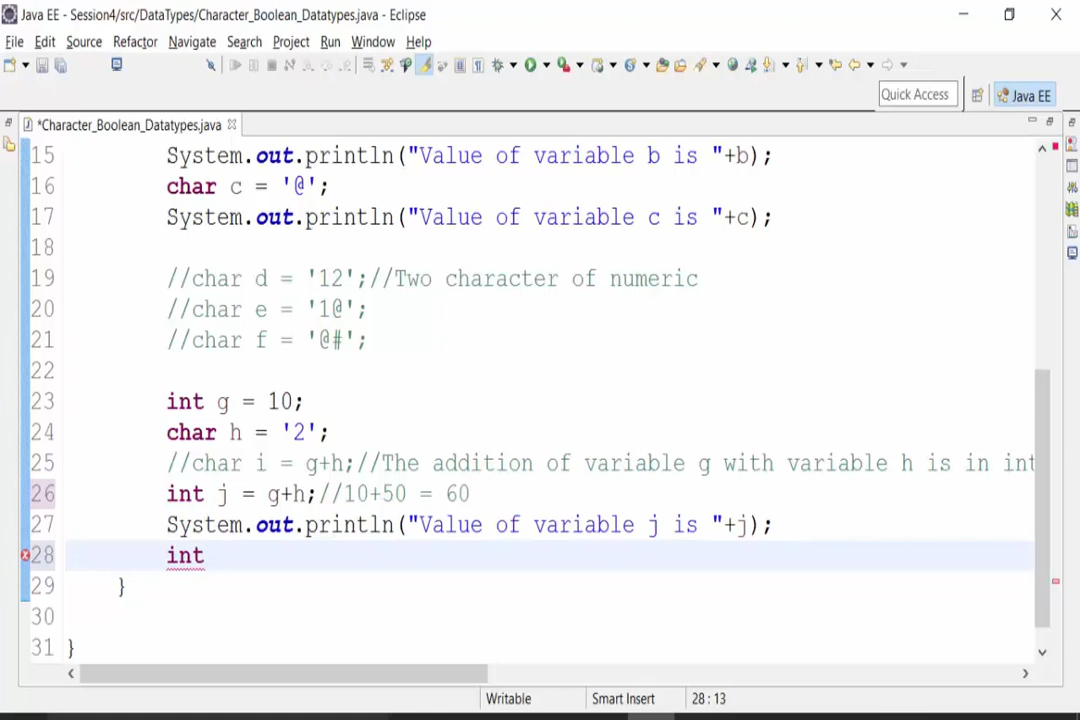 Java EE - Session4/src/DataTypes/Character_Boolean_Datatypes.java - Eclipse
File Edit Source Refactor Navigate Search Project Run Window Help
Quick Access
Java EE
*Character_Boolean_Datatypes.java
15 System.out.println("Value of variable b is "+b);
16 char c = '@';
17 System.out.println("Value of variable c is "+c);
18
19 //char d = '12';//Two character of numeric
20 //char e = '1@';
21 //char f = '@#';
22
23 int g = 10;
24 char h = '2';
25 //char i = g+h;//The addition of variable g with variable h is in int
26 int j = g+h;//10+50 = 60
27 System.out.println("Value of variable j is "+j);
28 int
29 }
30
31 }
Writable Smart Insert 28 : 13